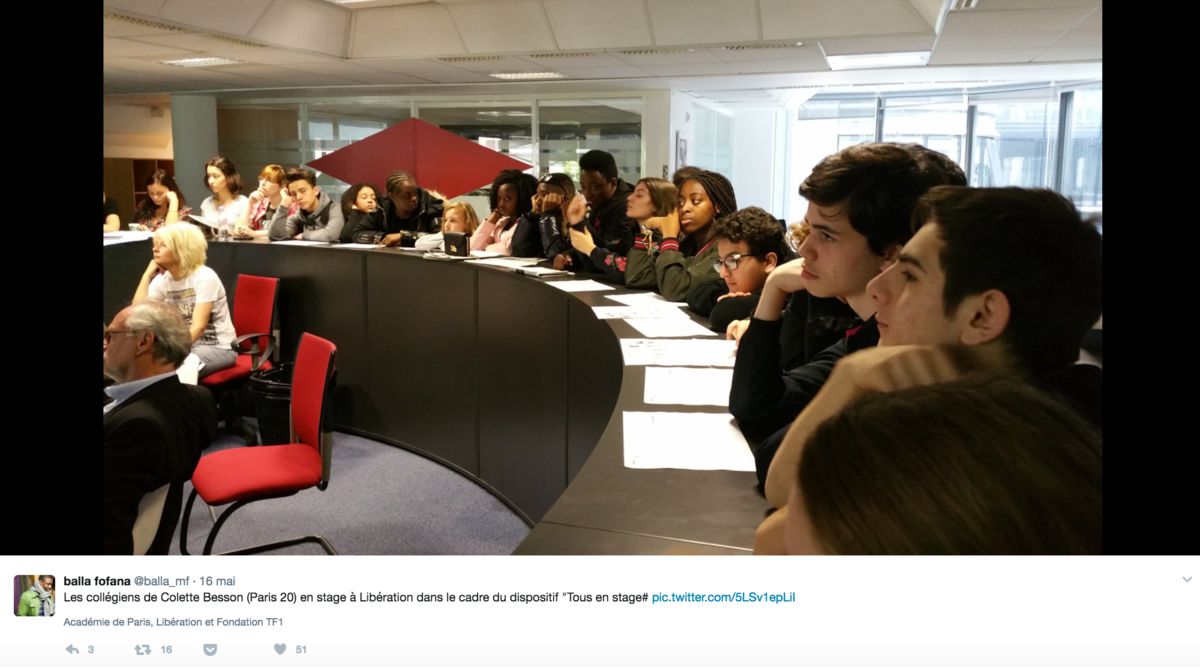 balla fofana @balla_mf · 16 mai
Les collégiens de Colette Besson (Paris 20) en stage à Libération dans le cadre du dispositif "Tous en stage# pic.twitter.com/5LSv1epLiI
Académie de Paris, Libération et Fondation TF1
3 16 51